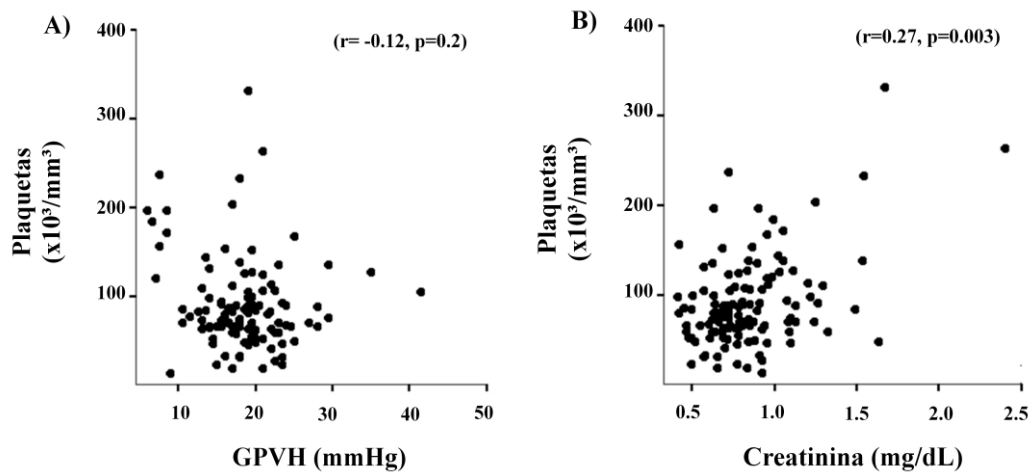 A)
(r= -0.12, p=0.2)
400
300
200
100
Plaquetas
(x10³/mm³)
10 20 30 40 50
GPVH (mmHg)
B)
(r=0.27, p=0.003)
400
300
200
100
Plaquetas
(x10³/mm³)
0.5 1.0 1.5 2.0 2.5
Creatinina (mg/dL)